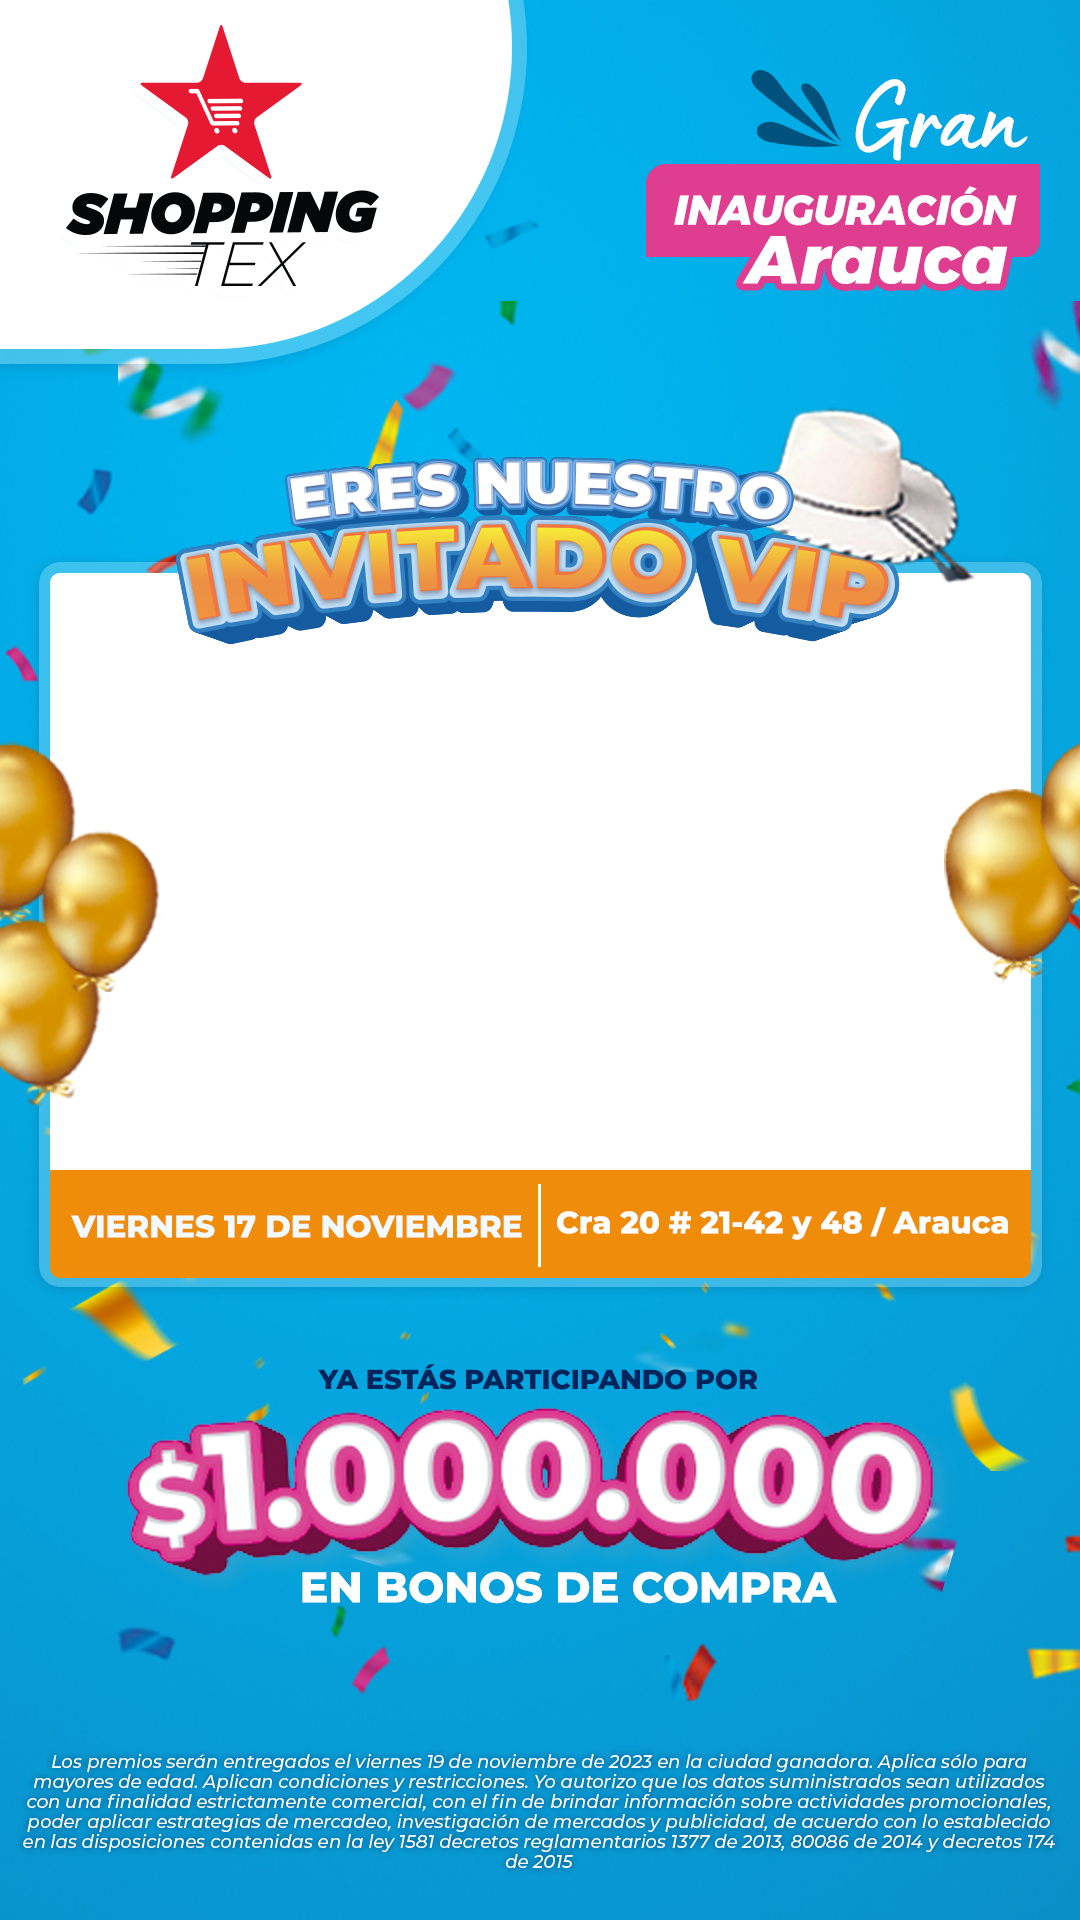 SHOPPING
TEX
Gran
INAUGURACIÓN
Arauca
ERES NUESTRO
INVITADO VIP
VIERNES 17 DE NOVIEMBRE
Cra 20 # 21-42 y 48 / Arauca
YA ESTÁS PARTICIPANDO POR
$1.000.000
EN BONOS DE COMPRA
Los premios serán entregados el viernes 19 de noviembre de 2023 en la ciudad ganadora. Aplica sólo para
mayores de edad. Aplican condiciones y restricciones. Yo autorizo que los datos suministrados sean utilizados
con una finalidad estrictamente comercial, con el fin de brindar información sobre actividades promocionales,
poder aplicar estrategias de mercadeo, investigación de mercados y publicidad, de acuerdo con lo establecido
en las disposiciones contenidas en la ley 1581 decretos reglamentarios 1377 de 2013, 80086 de 2014 y decretos 174
de 2015